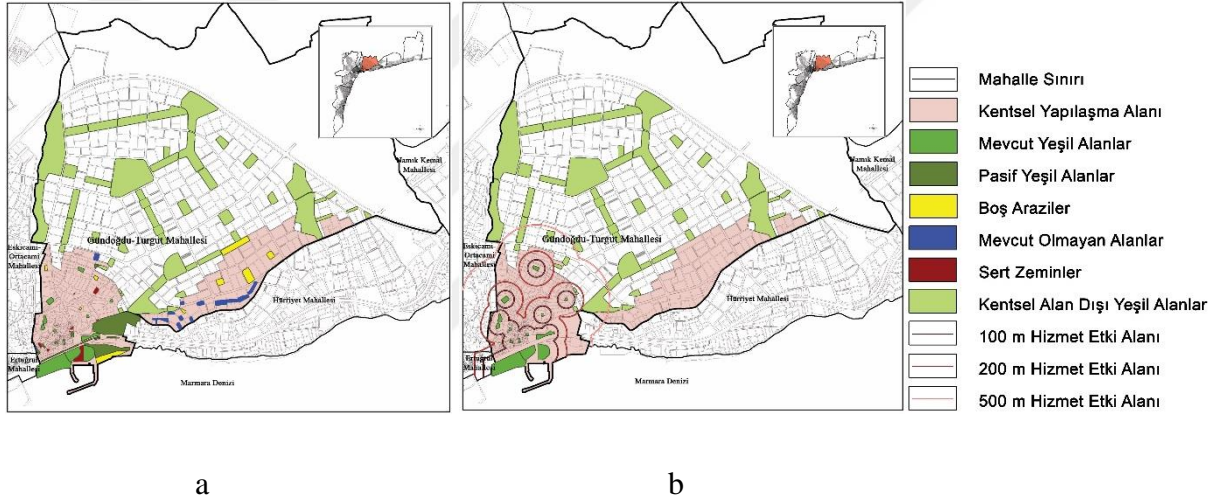 Namık Kemal
Mahallesi
Gündoğdu-Turgut Mahallesi
Eskicami-
Ortacami
Mahallesi
Hürriyet Mahallesi
Ertuğrul
Mahallesi
Marmara Denizi
Namık Kemal
Mahallesi
Gündoğdu-Turgut Mahallesi
Eskicami-
Ortacami
Mahallesi
Hürriyet Mahallesi
Ertuğrul
Mahallesi
Marmara Denizi
Mahalle Sınırı
Kentsel Yapılaşma Alanı
Mevcut Yeşil Alanlar
Pasif Yeşil Alanlar
Boş Araziler
Mevcut Olmayan Alanlar
Sert Zeminler
Kentsel Alan Dışı Yeşil Alanlar
100 m Hizmet Etki Alanı
200 m Hizmet Etki Alanı
500 m Hizmet Etki Alanı
a
b